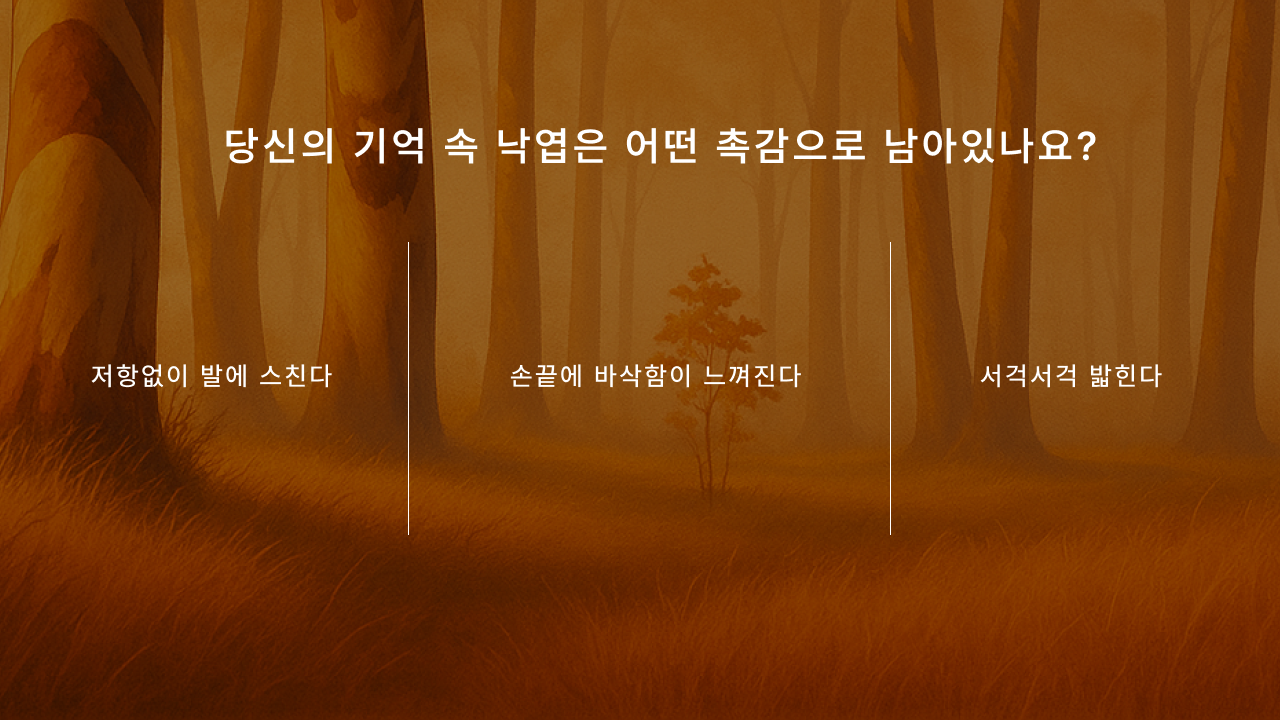 당신의 기억 속 낙엽은 어떤 촉감으로 남아있나요?
저항없이 발에 스친다
손끝에 바삭함이 느껴진다
서걱서걱 밟힌다